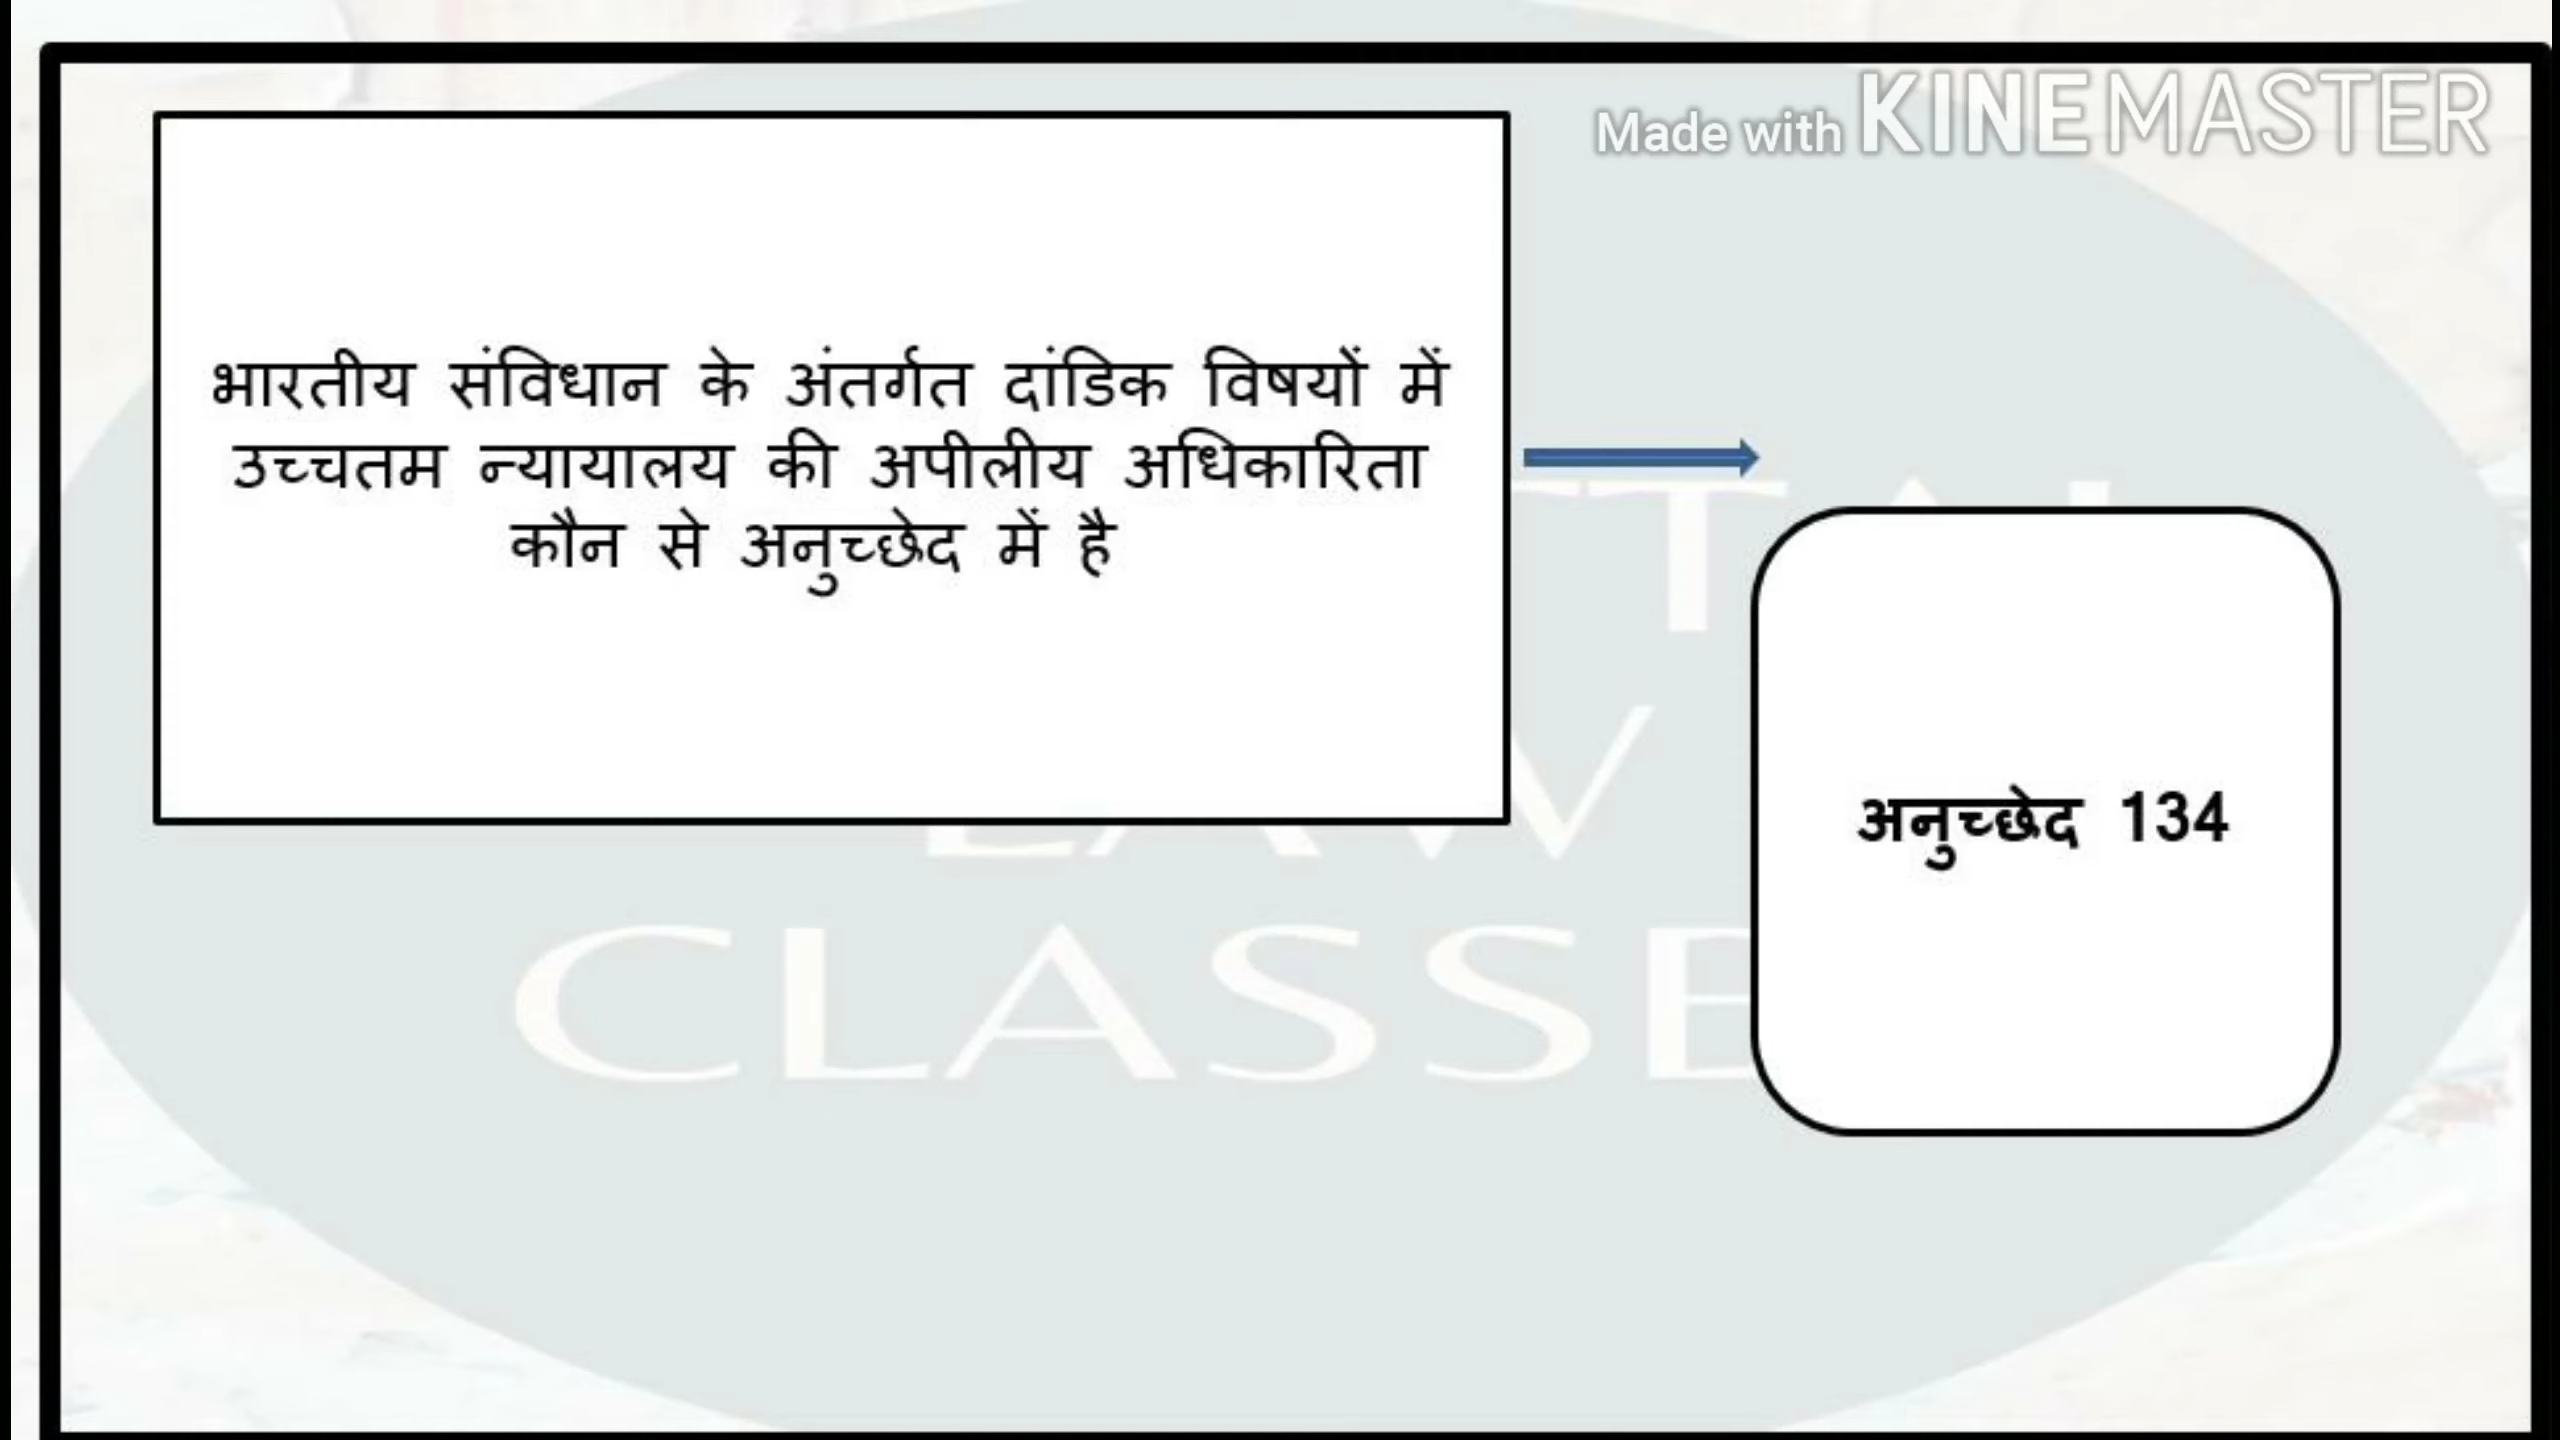 Made with KINEMASTER
भारतीय संविधान के अंतर्गत दांडिक विषयों में
उच्चतम न्यायालय की अपीलीय अधिकारिता
कौन से अनुच्छेद में है
अनुच्छेद 134